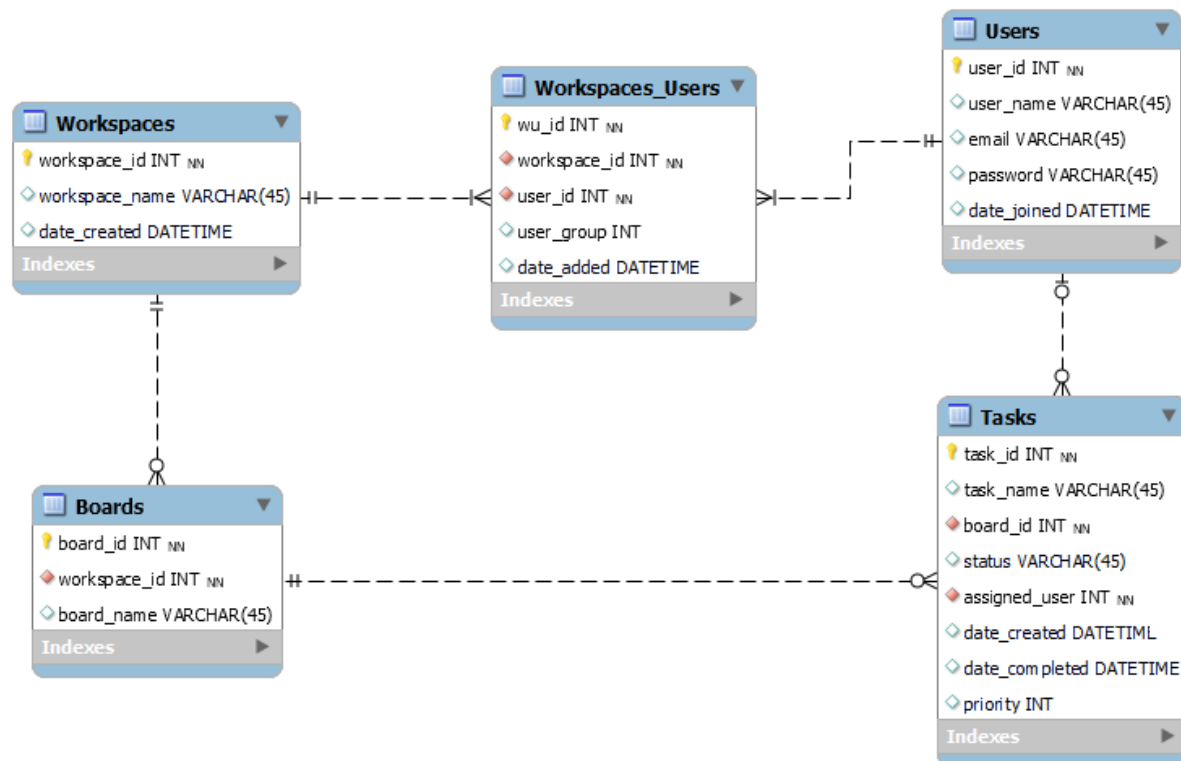 Workspaces
workspace_id INT NN
workspace_name VARCHAR(45)
date_created DATETIME
Indexes
Workspaces_Users
wu_id INT NN
workspace_id INT NN
user_id INT NN
user_group INT
date_added DATETIME
Indexes
Users
user_id INT NN
user_name VARCHAR(45)
email VARCHAR(45)
password VARCHAR(45)
date_joined DATETIME
Indexes
Boards
board_id INT NN
workspace_id INT NN
board_name VARCHAR(45)
Indexes
Tasks
task_id INT NN
task_name VARCHAR(45)
board_id INT NN
status VARCHAR(45)
assigned_user INT NN
date_created DATETIML
date_completed DATETIME
priority INT
Indexes